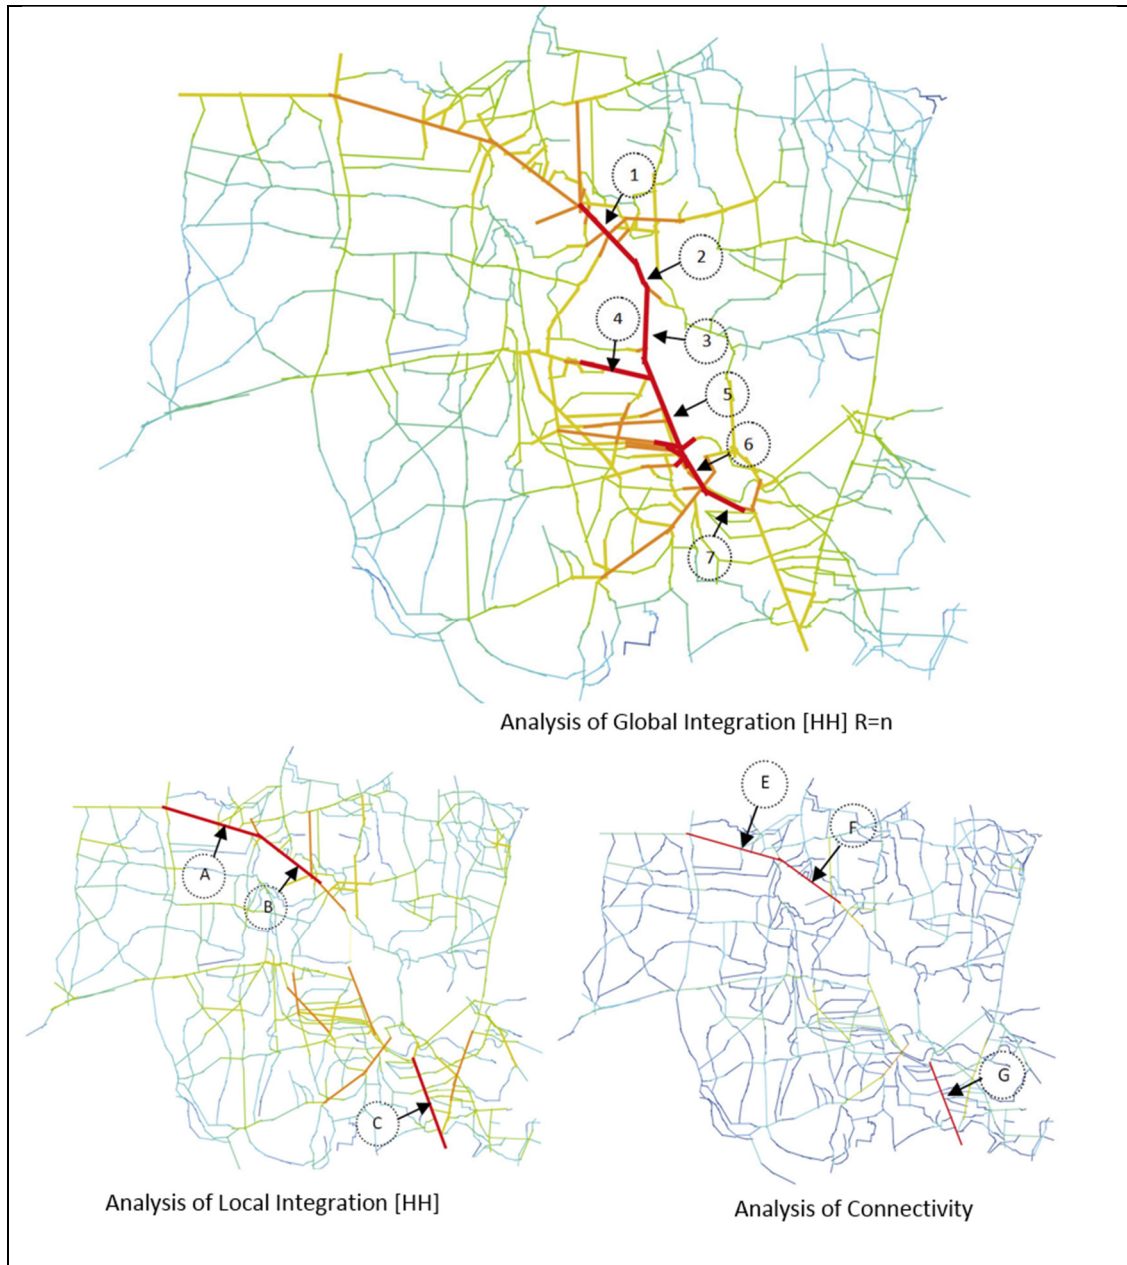 1
2
4
3
5
6
7
Analysis of Global Integration [HH] R=n
E
F
A
B
G
C
Analysis of Local Integration [HH]
Analysis of Connectivity